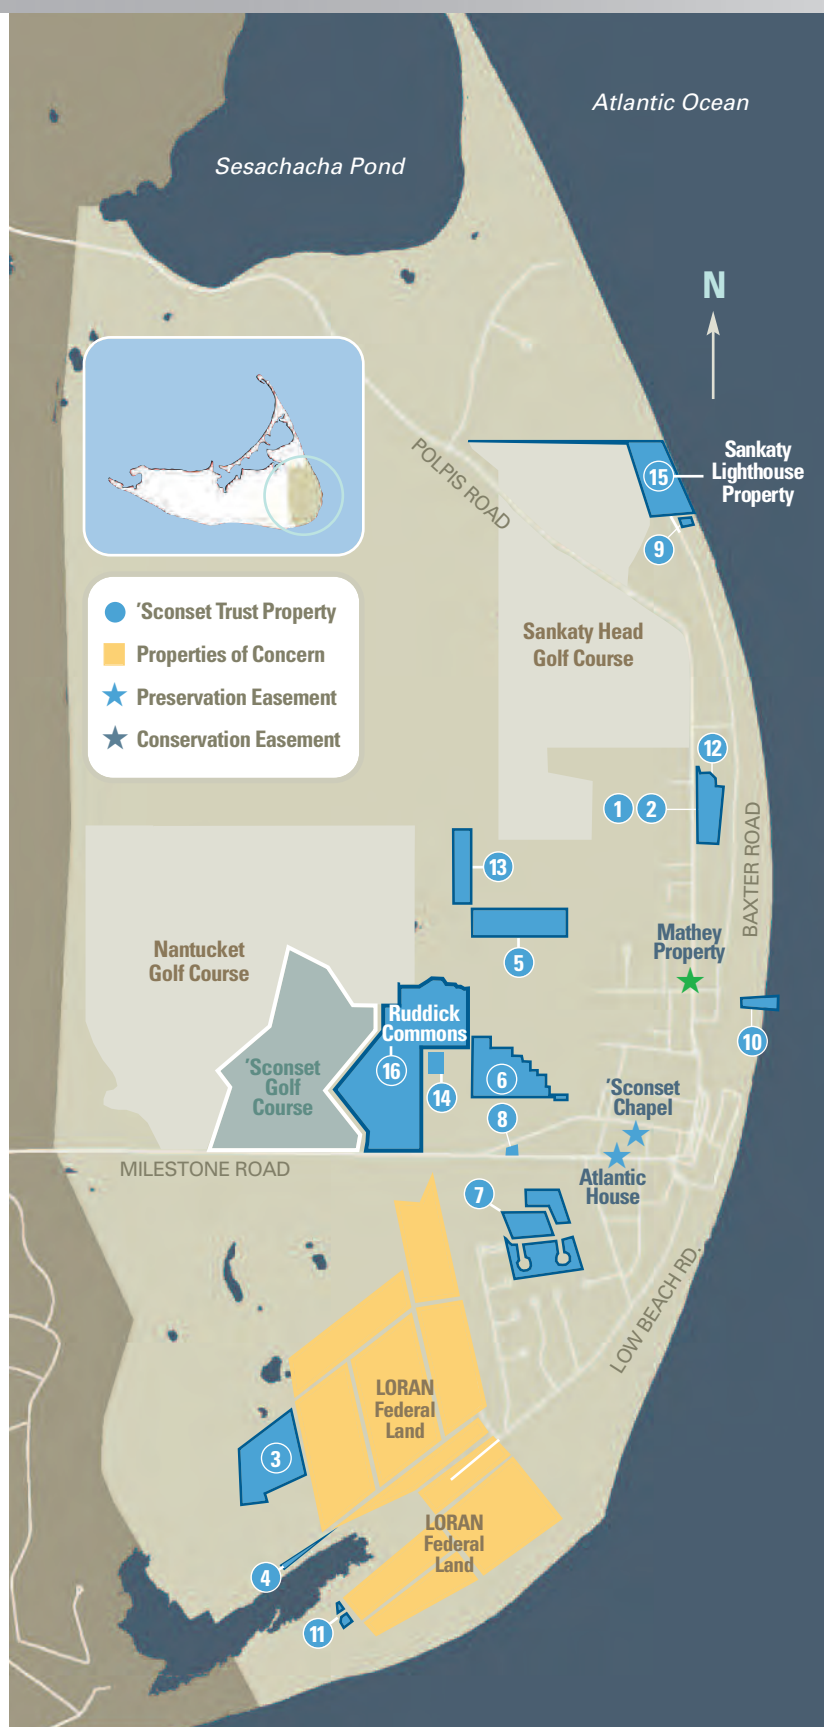 Atlantic Ocean
Sesachacha Pond
N
POLPIS ROAD
15
Sankaty
Lighthouse
Property
9
'Sconset Trust Property
Properties of Concern
Preservation Easement
Conservation Easement
Sankaty Head
Golf Course
12
1
2
BAXTER ROAD
13
Mathey
Property
Nantucket
Golf Course
5
Ruddick
Commons
10
16
'Sconset
Golf
Course
14
6
'Sconset
Chapel
8
MILESTONE ROAD
Atlantic
House
7
LOW BEACH RD.
LORAN
Federal
Land
3
LORAN
Federal
Land
4
11